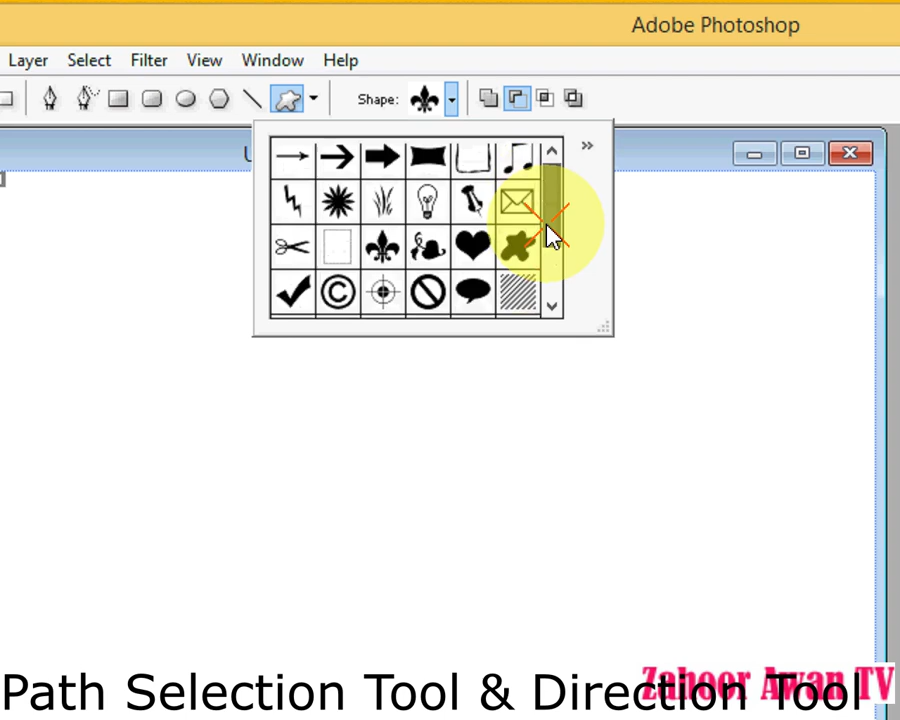 Adobe Photoshop
Layer Select Filter View Window Help
Shape:
Path Selection Tool & Direction Tool
Zahoor Awan TV